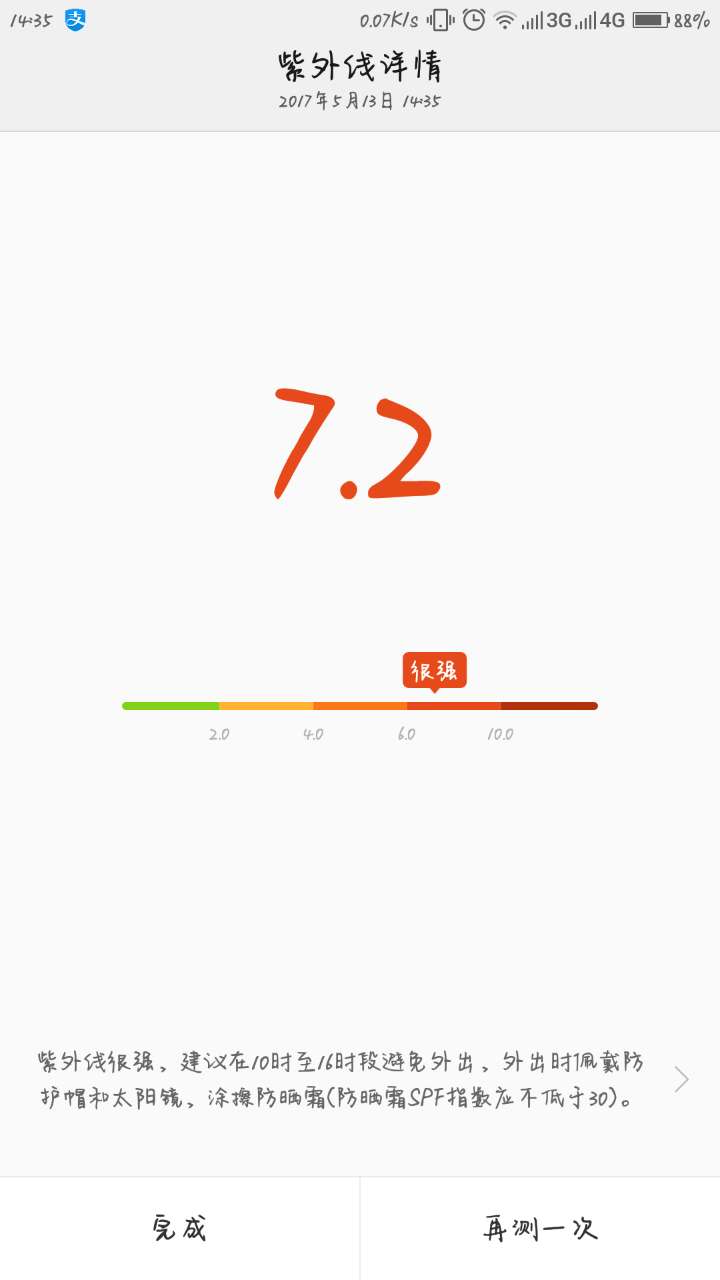 14:35 支 0.07K/s 3G 4G 88%
紫外线详情
2017年5月13日 14:35
7.2
很强
2.0 4.0 6.0 10.0
紫外线很强、建议在10时至16时段避免外出、外出时佩戴防
护帽和太阳镜、涂擦防晒霜(防晒霜SPF指数应不低于30)。
完成 再测一次